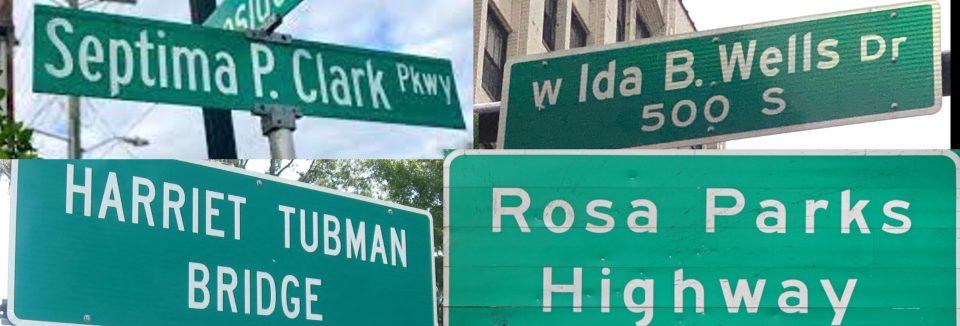 Septima P. Clark Pkwy
W Ida B. Wells Dr
500 S
HARRIET TUBMAN
BRIDGE
Rosa Parks
Highway